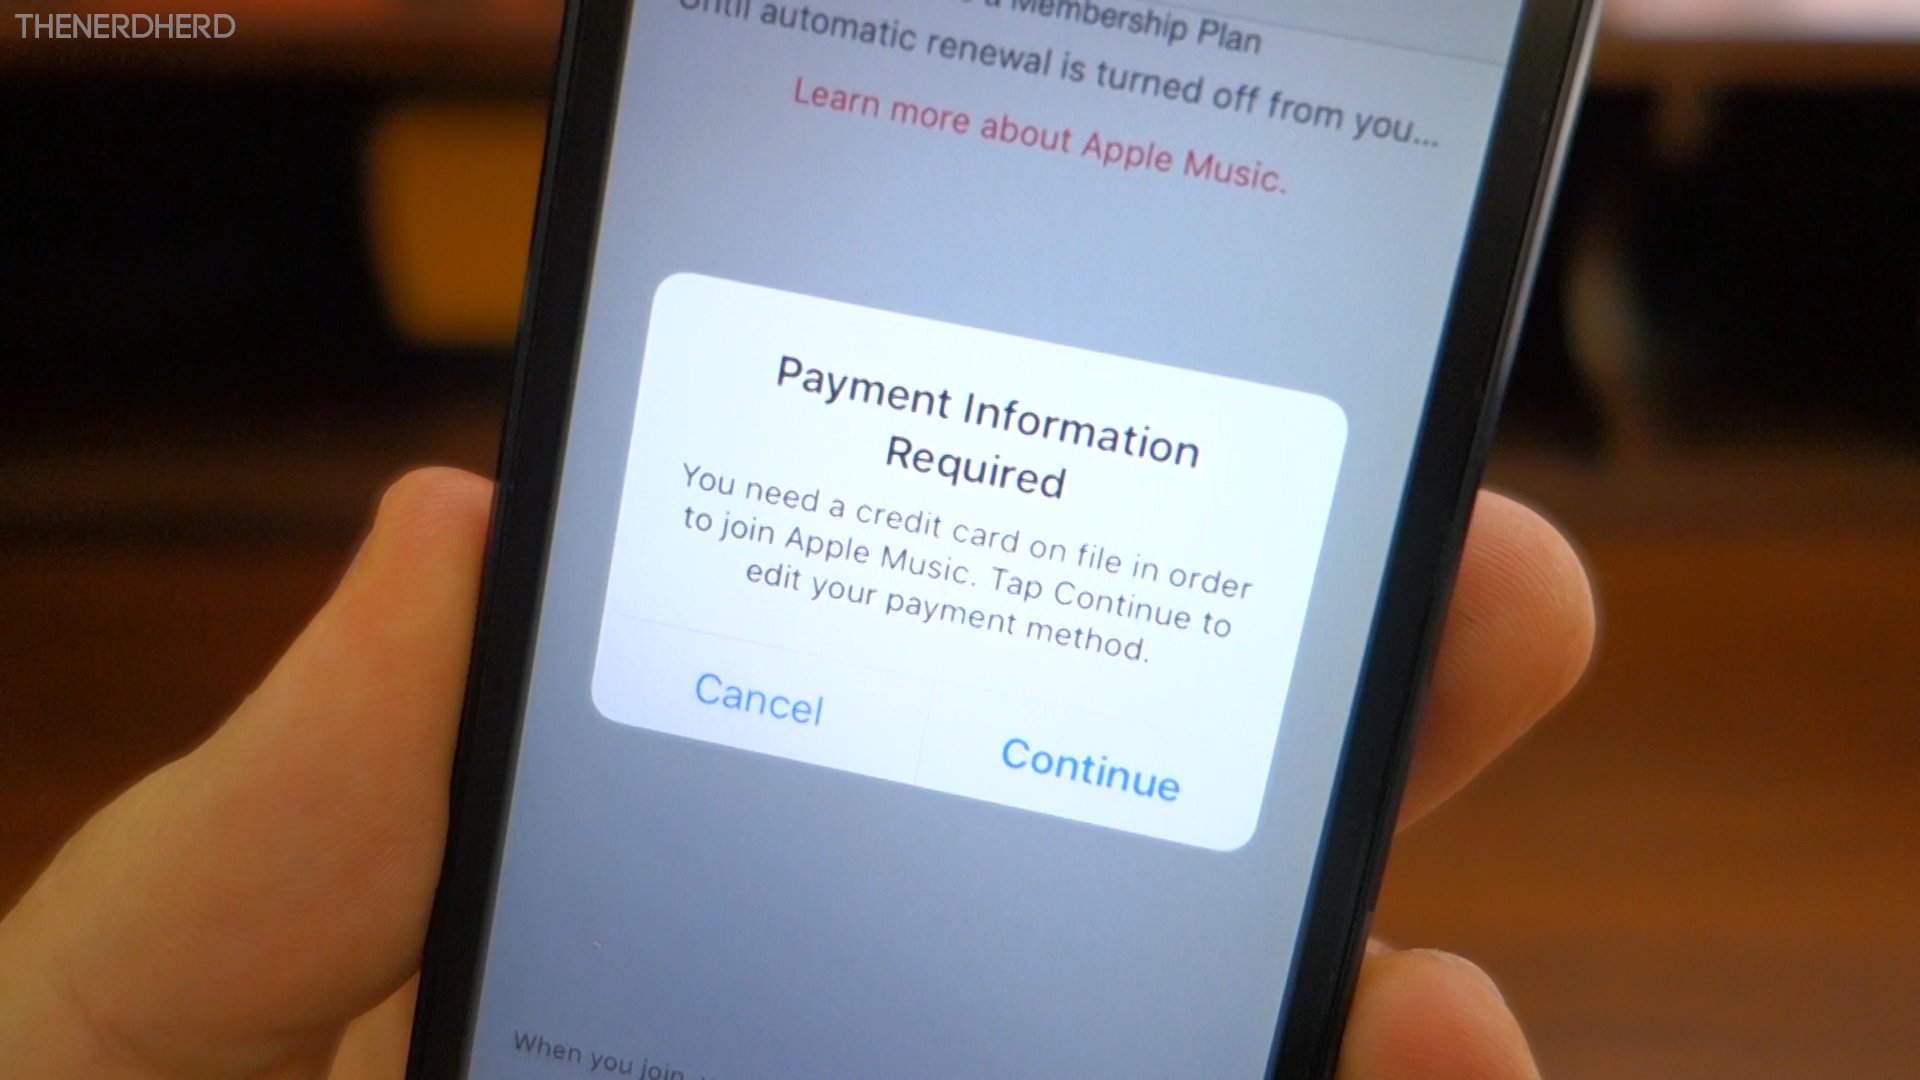 THENERDHERD
a Membership Plan
Until automatic renewal is turned off from you...
Learn more about Apple Music.
Payment Information
Required
You need a credit card on file in order
to join Apple Music. Tap Continue to
edit your payment method.
Cancel
Continue
When you join,